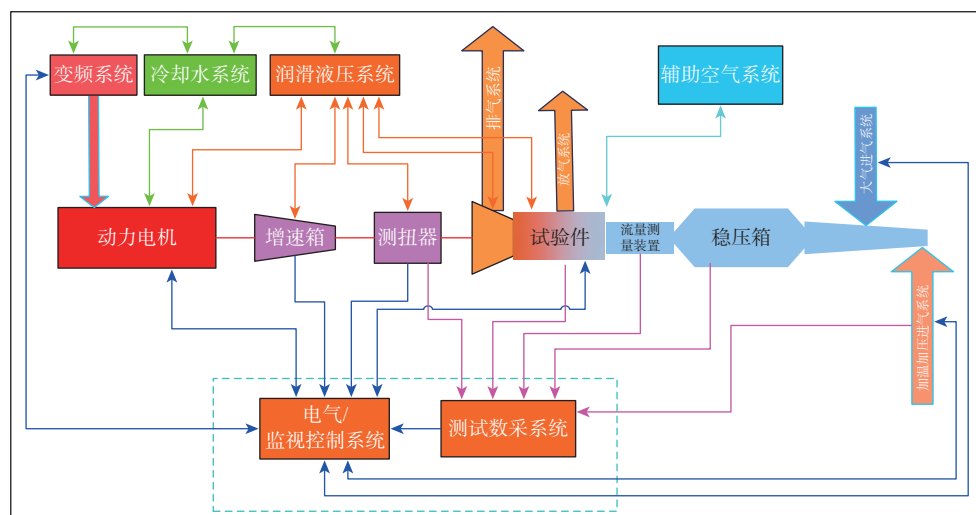 变频系统
冷却水系统
润滑液压系统
排气系统
放气系统
辅助空气系统
大气进气系统
动力电机
增速箱
测扭器
试验件
流量测
量装置
稳压箱
加温加压进气系统
电气/
监视控制系统
测试数采系统